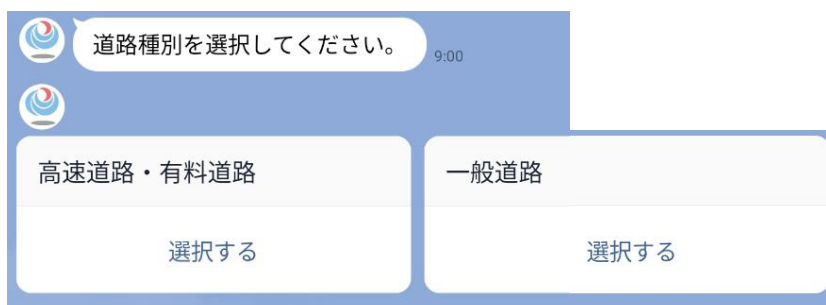 道路種別を選択してください。
9:00
高速道路・有料道路
一般道路
選択する
選択する